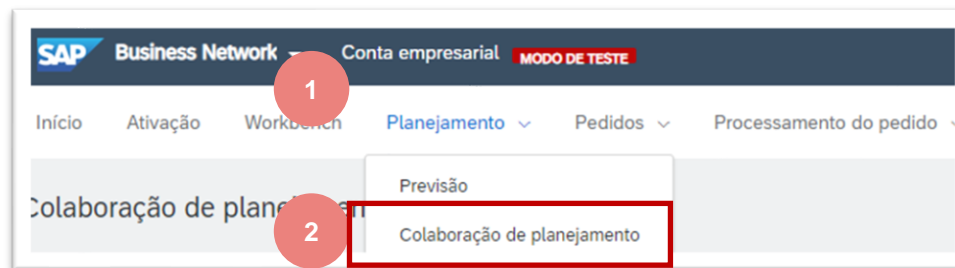 SAP Business Network Conta empresarial MODO DE TESTE
1
Início Ativação Workbench Planejamento Pedidos Processamento do pedido
Previsão
Colaboração de
2
Colaboração de planejamento